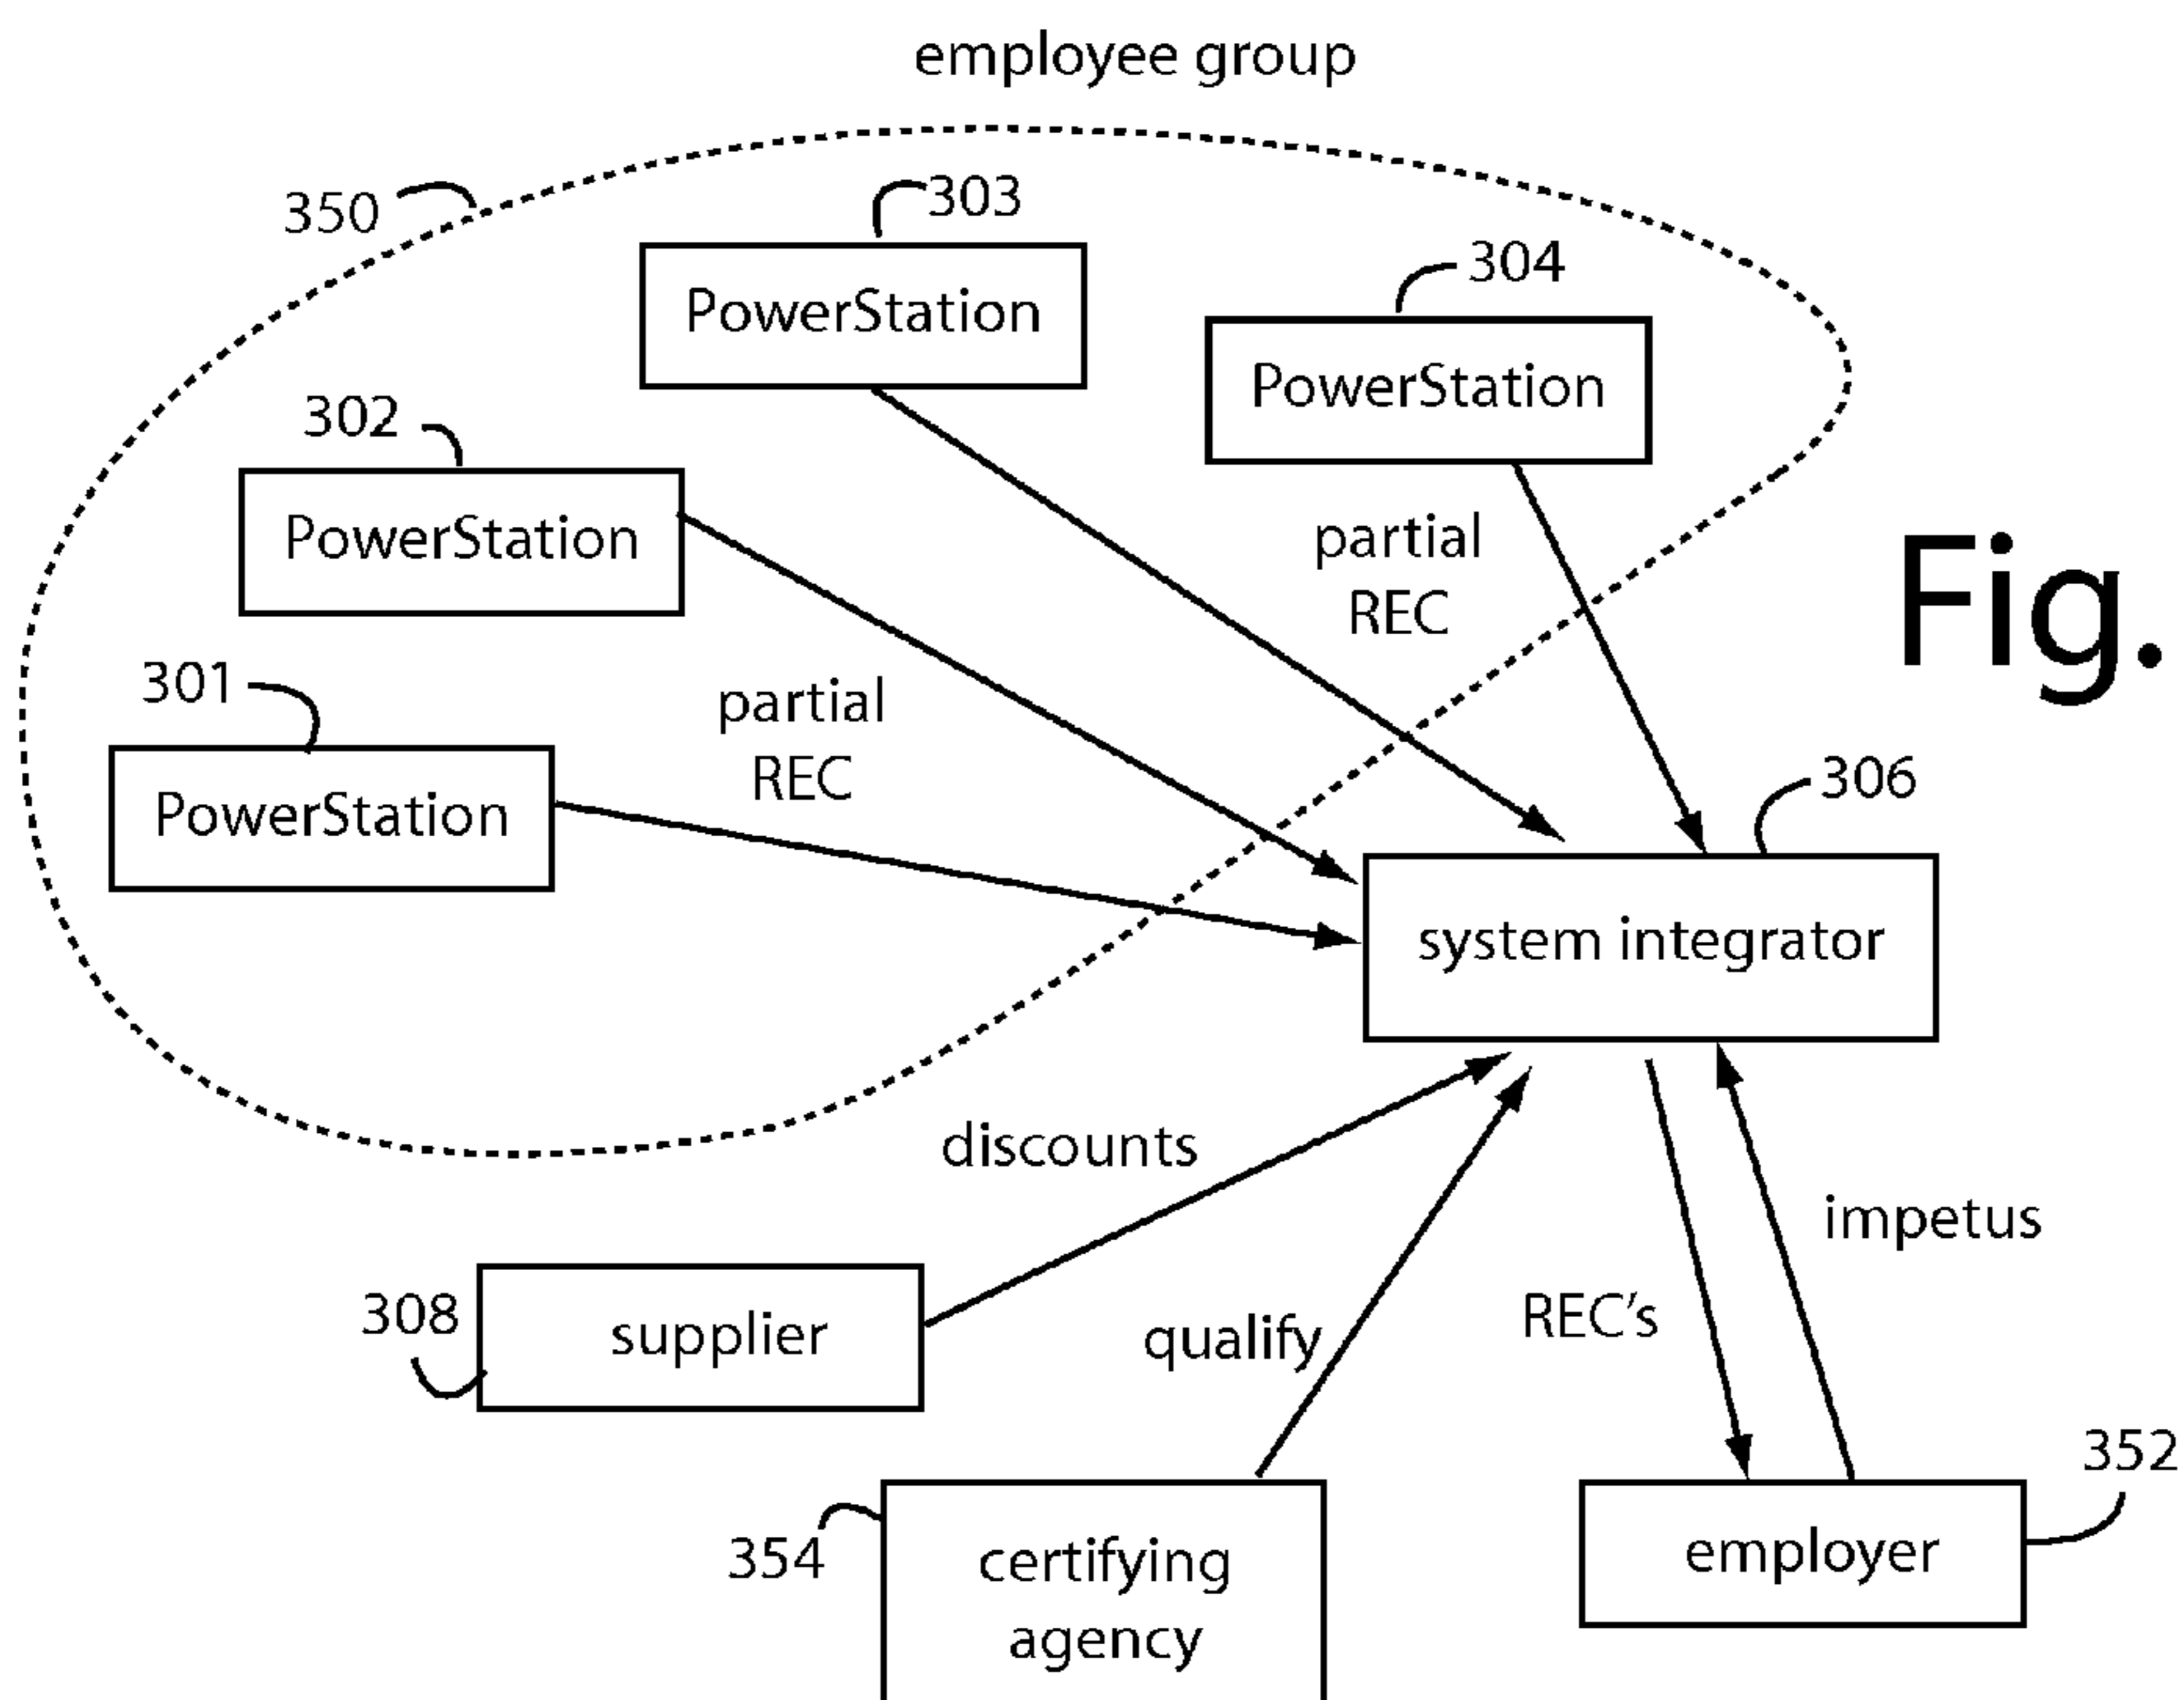 employee group
350
303
304
PowerStation
PowerStation
302
PowerStation
partial
REC
Fig.
301
partial
REC
PowerStation
306
system integrator
discounts
impetus
308
supplier
qualify
REC's
352
354
certifying
agency
employer